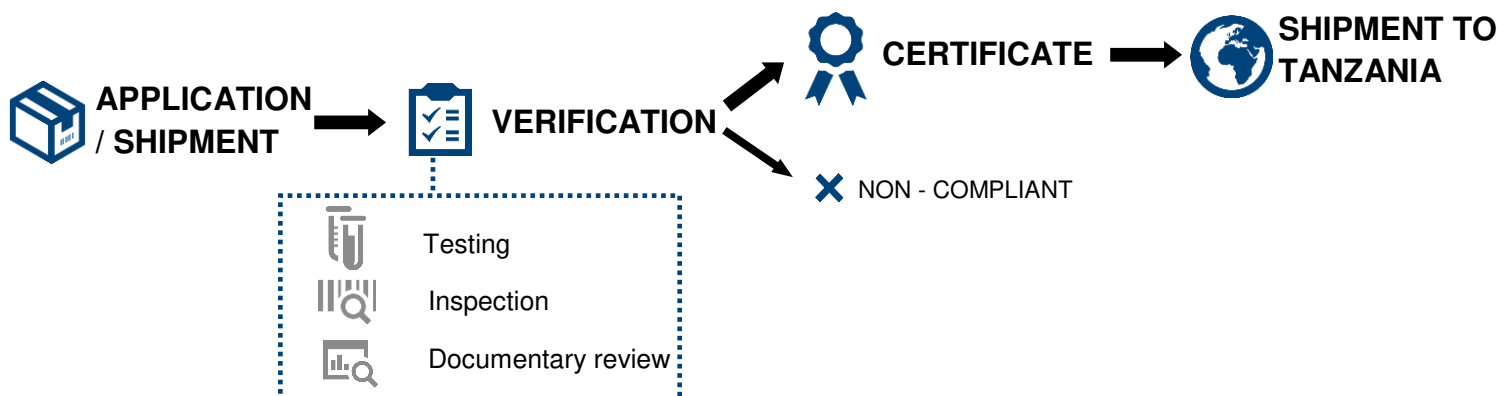 APPLICATION
/ SHIPMENT
VERIFICATION
CERTIFICATE
SHIPMENT TO
TANZANIA
NON - COMPLIANT
Testing
Inspection
Documentary review